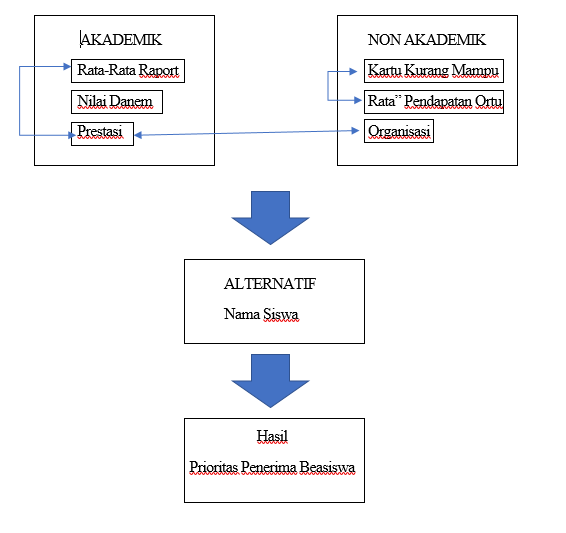 AKADEMIK
Rata-Rata Raport
Nilai Danem
Prestasi
NON AKADEMIK
Kartu Kurang Mampu
Rata” Pendapatan Ortu
Organisasi
ALTERNATIF
Nama Siswa
Hasil
Prioritas Penerima Beasiswa